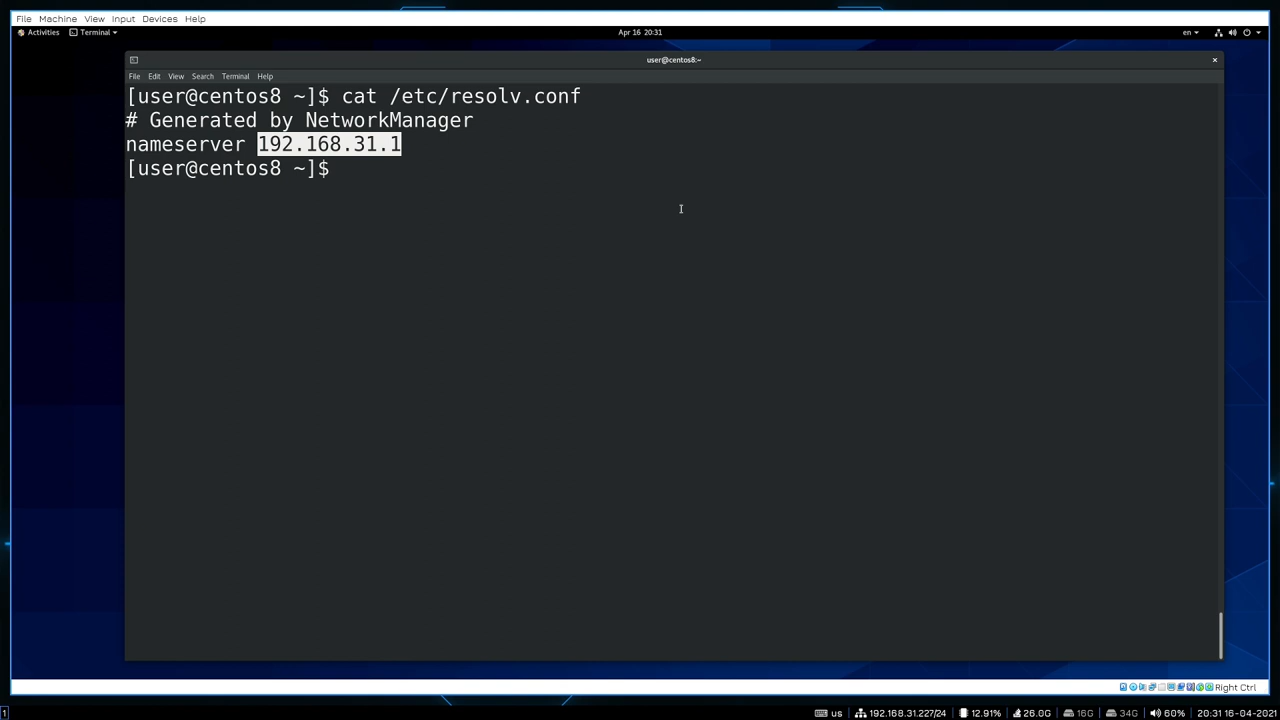 File Machine View Input Devices Help
Activities Terminal Apr 16 20:31 en
user@centos8:~
File Edit View Search Terminal Help
[user@centos8 ~]$ cat /etc/resolv.conf
# Generated by NetworkManager
nameserver 192.168.31.1
[user@centos8 ~]$
Right Ctrl
1 us 192.168.31.227/24 12.91% 26.0G 16G 34G 60% 20:31 16-04-2021